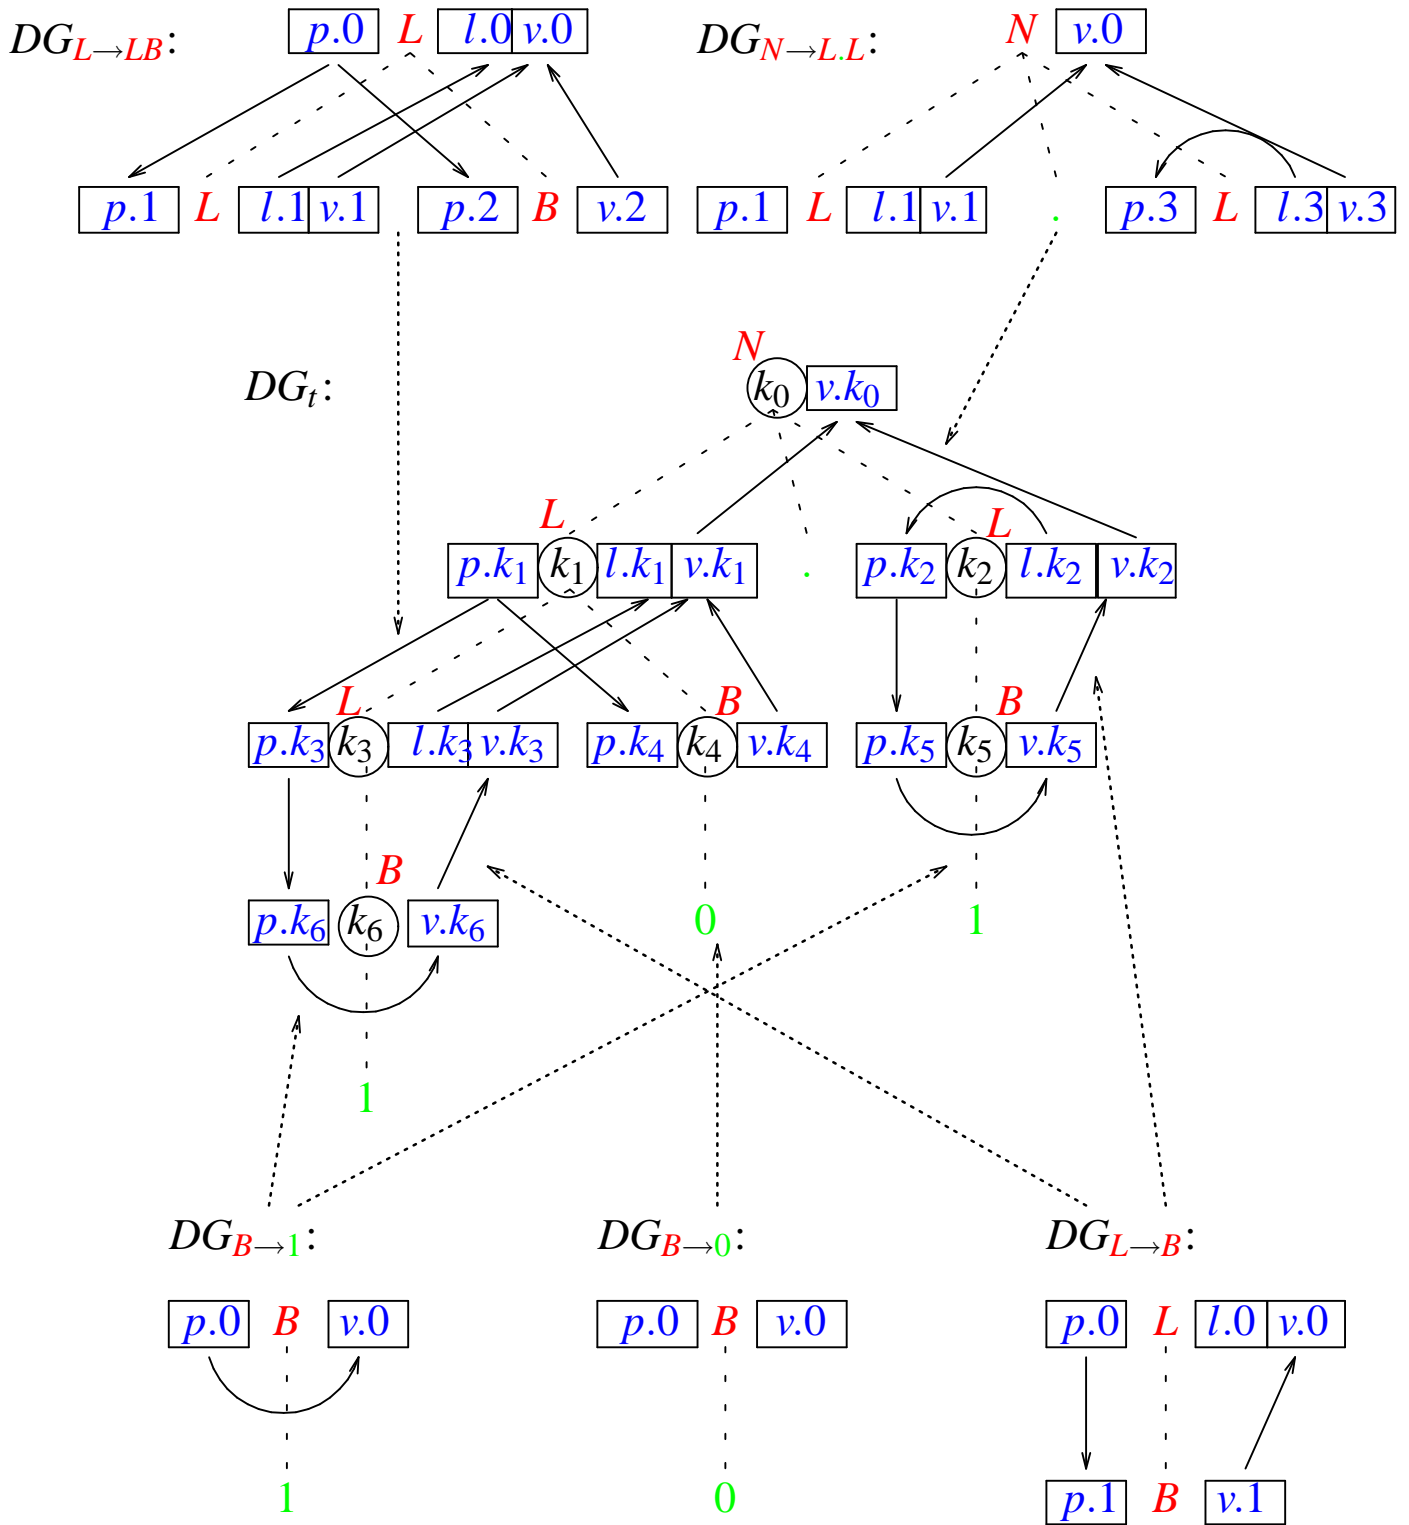 DG_{L→LB}: p.0 L l.0 v.0 DG_{N→L.L}: N v.0
p.1 L l.1 v.1 p.2 B v.2 p.1 L l.1 v.1 . p.3 L l.3 v.3
N
DG_t: k_0 v.k_0
L L
p.k_1 k_1 l.k_1 v.k_1 . p.k_2 k_2 l.k_2 v.k_2
L B B
p.k_3 k_3 l.k_3 v.k_3 p.k_4 k_4 v.k_4 p.k_5 k_5 v.k_5
B
p.k_6 k_6 v.k_6 0 1
1
DG_{B→1}: DG_{B→0}: DG_{L→B}:
p.0 B v.0 p.0 B v.0 p.0 L l.0 v.0
1 0 p.1 B v.1